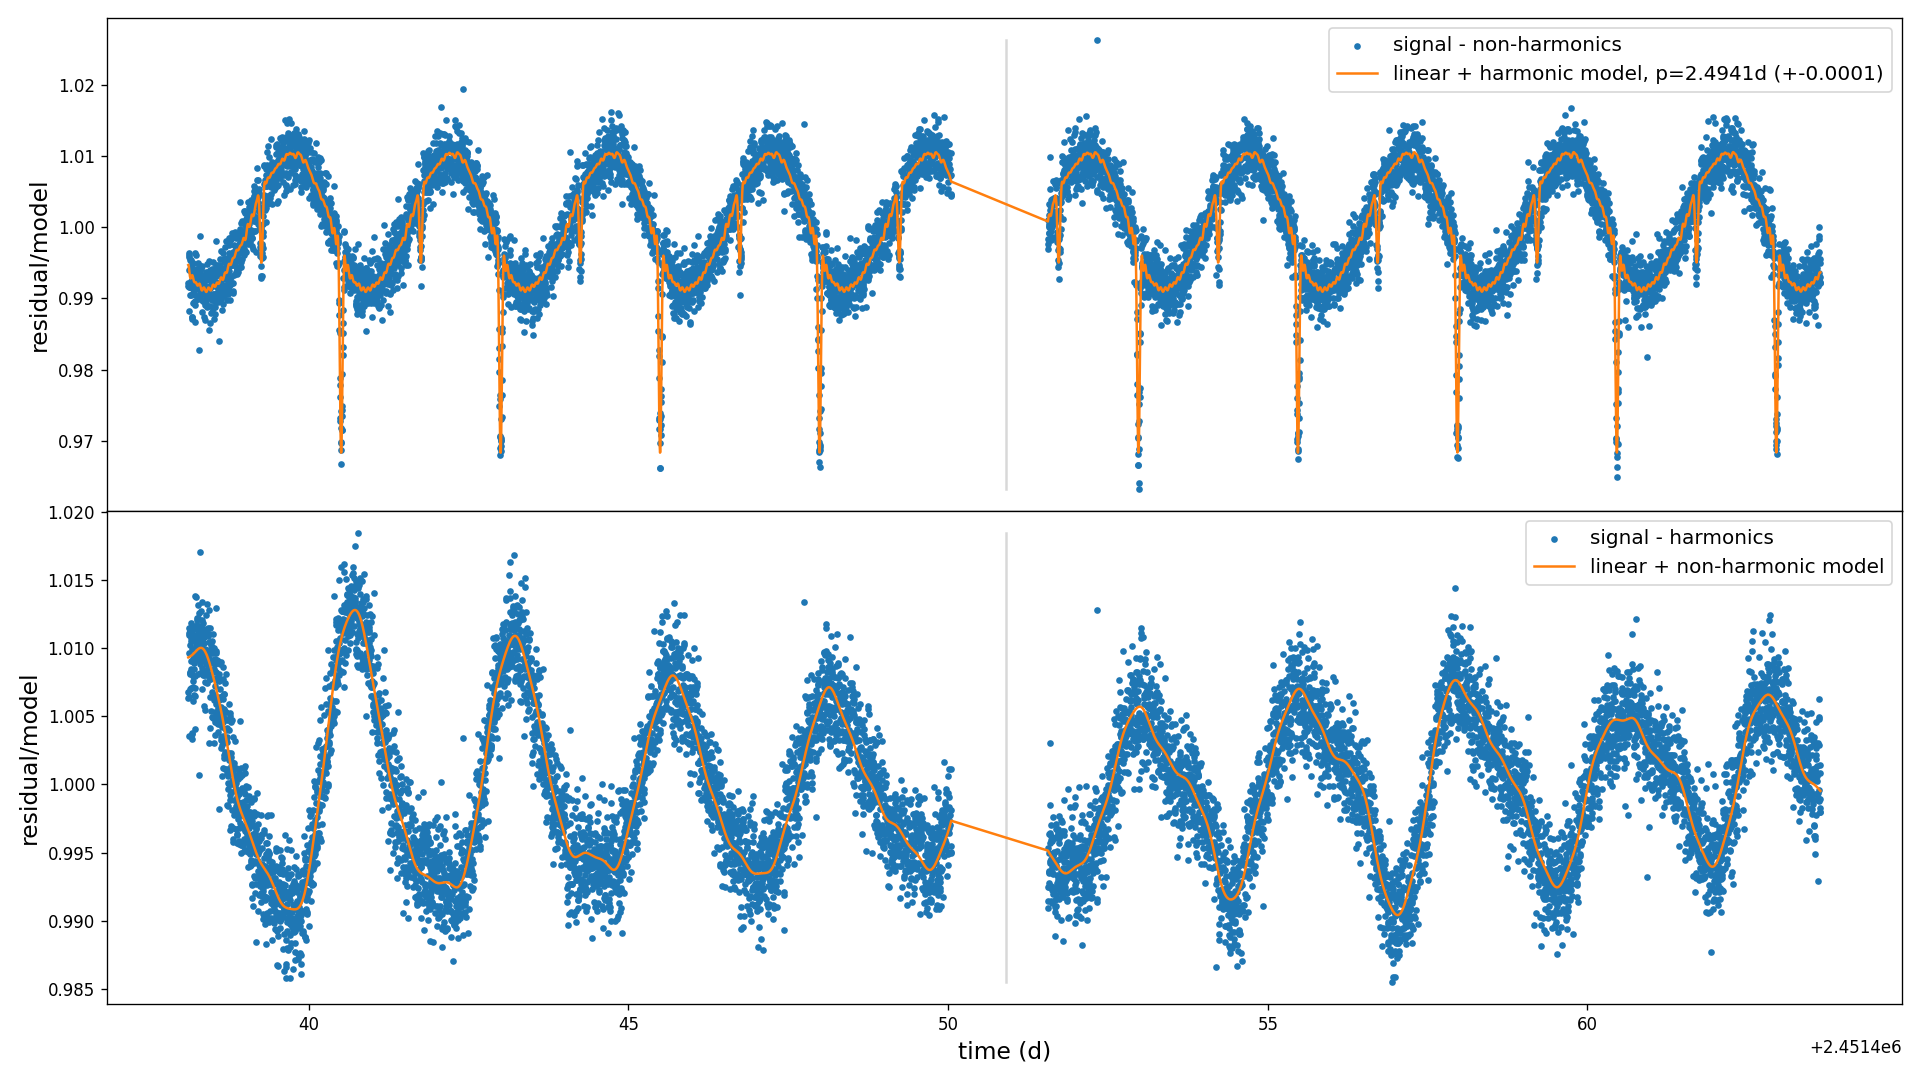 signal - non-harmonics
linear + harmonic model, p=2.4941d (+-0.0001)
residual/model
1.02
1.01
1.00
0.99
0.98
0.97
signal - harmonics
linear + non-harmonic model
residual/model
1.020
1.015
1.010
1.005
1.000
0.995
0.990
0.985
40 45 50 55 60
time (d)
+2.4514e6